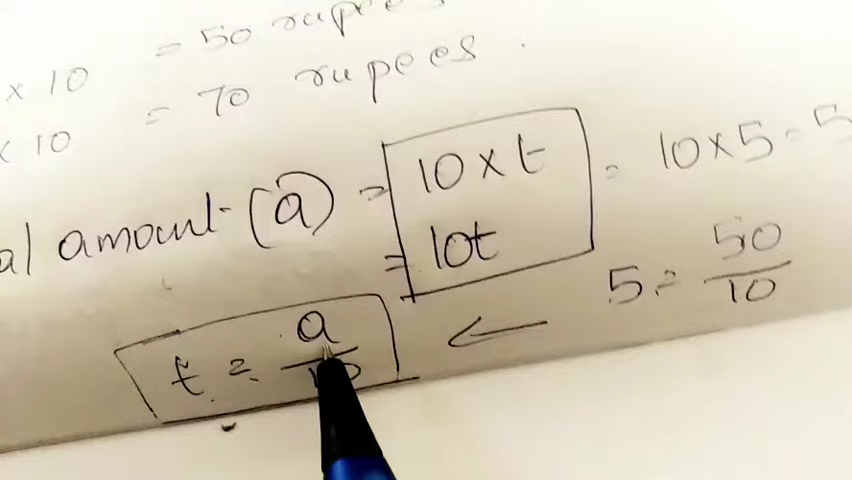 x 10 = 50 rupees
x 10 = 70 rupees.
al amount (a) = 10 x t = 10 x 5 = 5
= 10t
5 = 50/10
t = a/10 ←